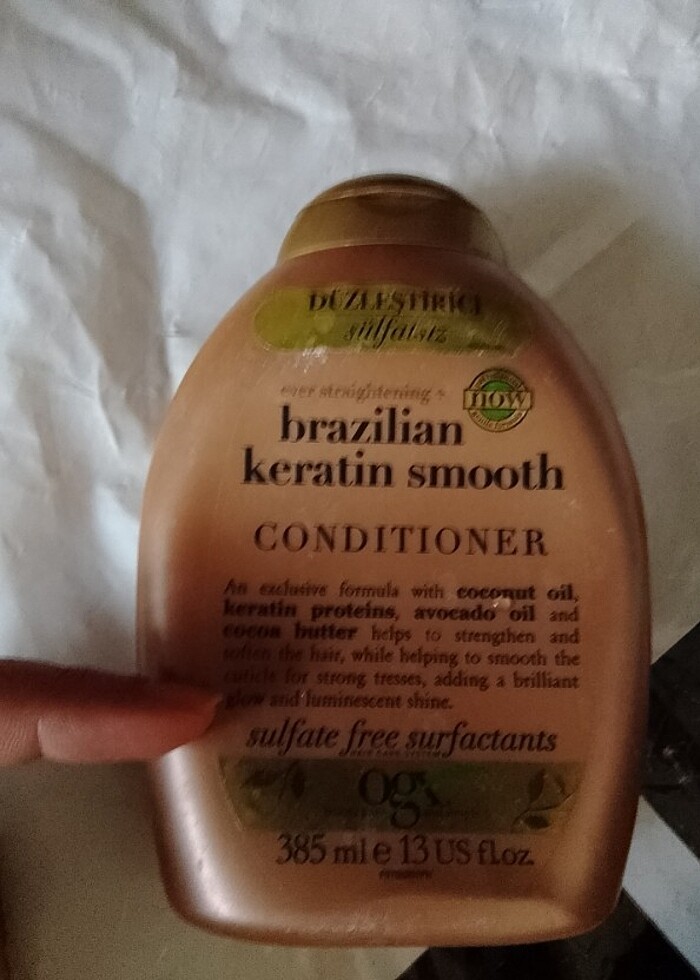 DÜZLEŞTİRİCİ
sülfatsız
ever straightening +
now
brazilian
keratin smooth
CONDITIONER
An exclusive formula with coconut oil,
keratin proteins, avocado oil and
cocoa butter helps to strengthen and
soften the hair, while helping to smooth the
cuticle for strong tresses, adding a brilliant
glow and luminescent shine.
sulfate free surfactants
ogx
385 ml e 13 US fl.oz.